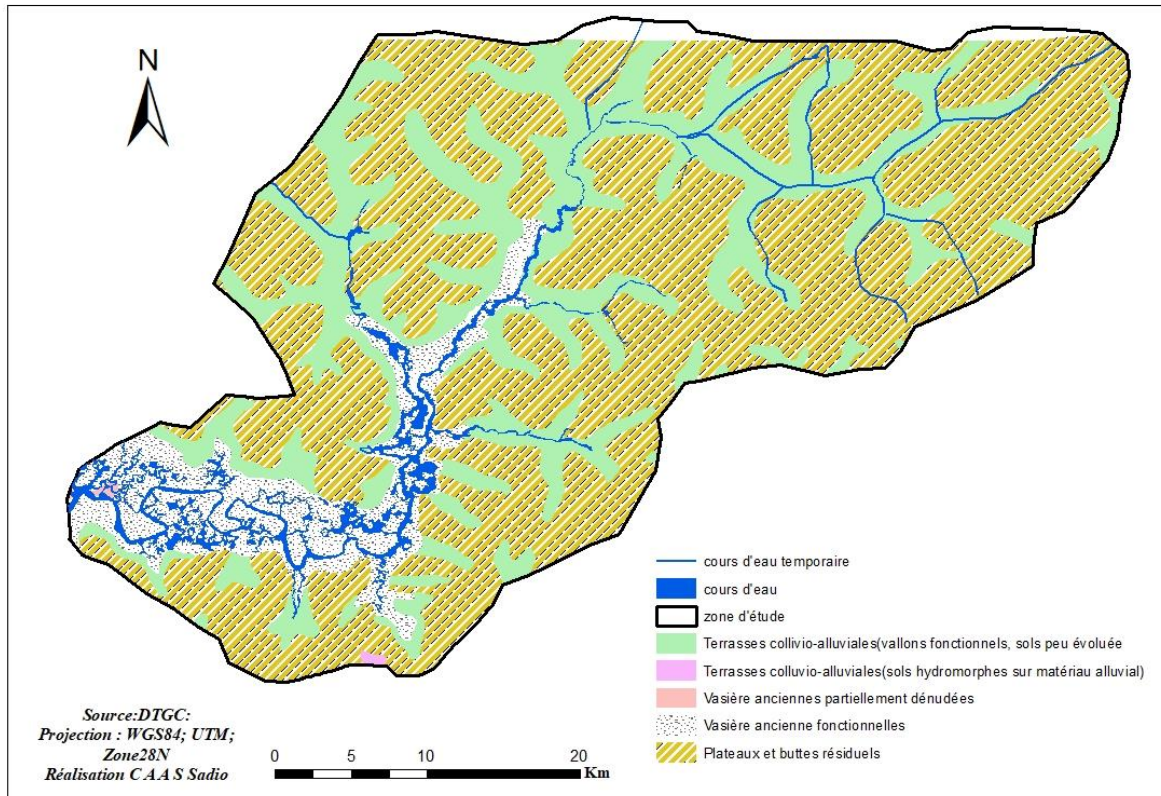 N
cours d'eau temporaire
cours d'eau
zone d'étude
Terrasses collivio-alluviales(vallons fonctionnels, sols peu évoluée
Terrasses colluvio-alluviales(sols hydromorphes sur matériau alluvial)
Vasière anciennes partiellement dénudées
Vasière ancienne fonctionnelles
Plateaux et buttes résiduels
Source:DTGC:
Projection : WGS84; UTM;
Zone28N
Réalisation C A A S Sadio
0 5 10 20
Km